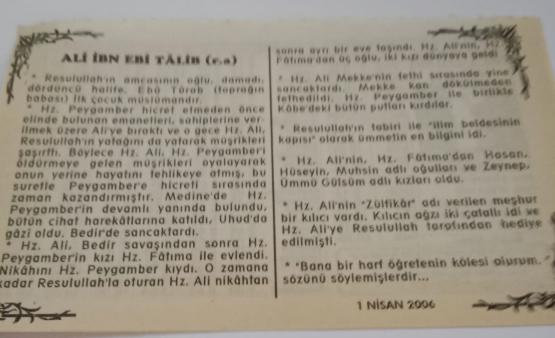 ALİ İBN EBİ TÂLİB (r.a)
* Resulullah'ın amcasının oğlu, damadı,
dördüncü halife. Ebû Türab (toprağın
babası) İlk çocuk müslümandır.
* Hz. Peygamber hicret etmeden önce
elinde bulunan emanetleri, sahiplerine ver-
ilmek üzere Ali'ye bıraktı ve o gece Hz. Ali,
Resulullah'ın yatağını da yatarak müşrikleri
şaşırttı. Böylece Hz. Ali, Hz. Peygamber'i
öldürmeye gelen müşrikleri oyalayarak
onun yerine hayatını tehlikeye atmış, bu
suretle Peygamber'e hicreti sırasında
zaman kazandırmıştır. Medine'de Hz.
Peygamber'in devamlı yanında bulundu,
bütün cihat harekâtlarına katıldı, Uhud'da
gâzi oldu. Bedir'de sancaktardı.
* Hz. Ali, Bedir savaşından sonra Hz.
Peygamber'in kızı Hz. Fâtıma ile evlendi.
Nikâhını Hz. Peygamber kıydı. O zamana
kadar Resulullah'la oturan Hz. Ali nikâhtan
sonra ayrı bir eve taşındı. Hz. Ali'nin, Hz.
Fâtıma'dan üç oğlu, iki kızı dünyaya geldi
* Hz. Ali Mekke'nin fethi sırasında yine
sancaktardı. Mekke kan dökülmeden
fethedildi. Hz. Peygamber ile birlikte
Kâbe'deki bütün putları kırdılar.
* Resulullah'ın tabiri ile "ilim beldesinin
kapısı" olarak ümmetin en bilgini idi.
* Hz. Ali'nin, Hz. Fâtıma'dan Hasan,
Hüseyin, Muhsin adlı oğulları ve Zeynep,
Ümmü Gülsüm adlı kızları oldu.
* Hz. Ali'nin "Zülfikâr" adı verilen meşhur
bir kılıcı vardı. Kılıcın ağzı iki çatallı idi ve
Hz. Ali'ye Resulullah tarafından hediye
edilmişti.
* "Bana bir harf öğretenin kölesi olurum."
sözünü söylemişlerdir...
1 NİSAN 2006